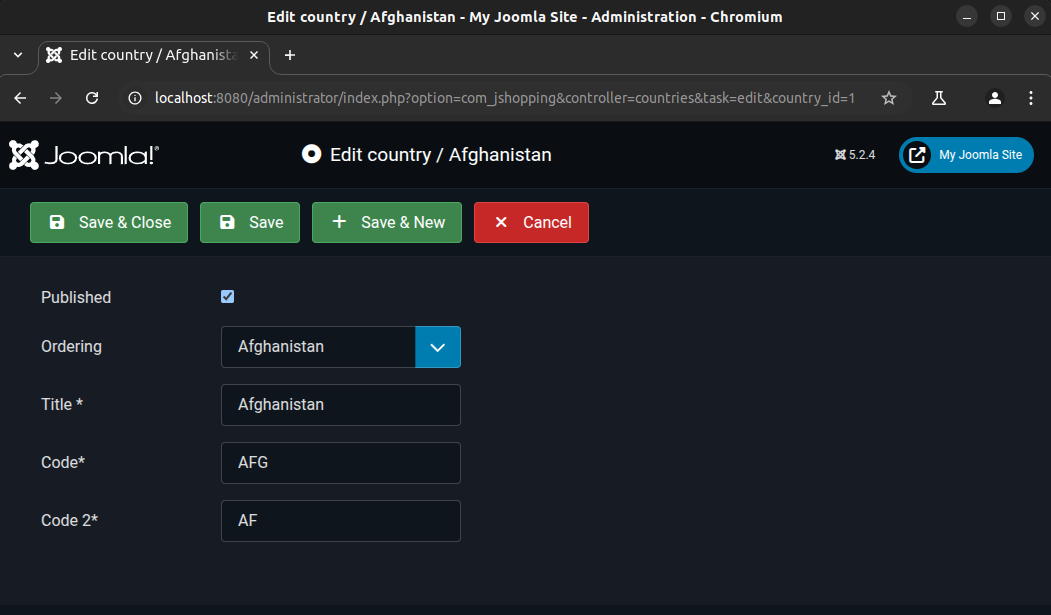 Edit country / Afghanistan - My Joomla Site - Administration - Chromium
Edit country / Afghanista
localhost:8080/administrator/index.php?option=com_jshopping&controller=countries&task=edit&country_id=1
Joomla!® Edit country / Afghanistan 5.2.4 My Joomla Site
Save & Close Save Save & New Cancel
Published
Ordering Afghanistan
Title * Afghanistan
Code* AFG
Code 2* AF